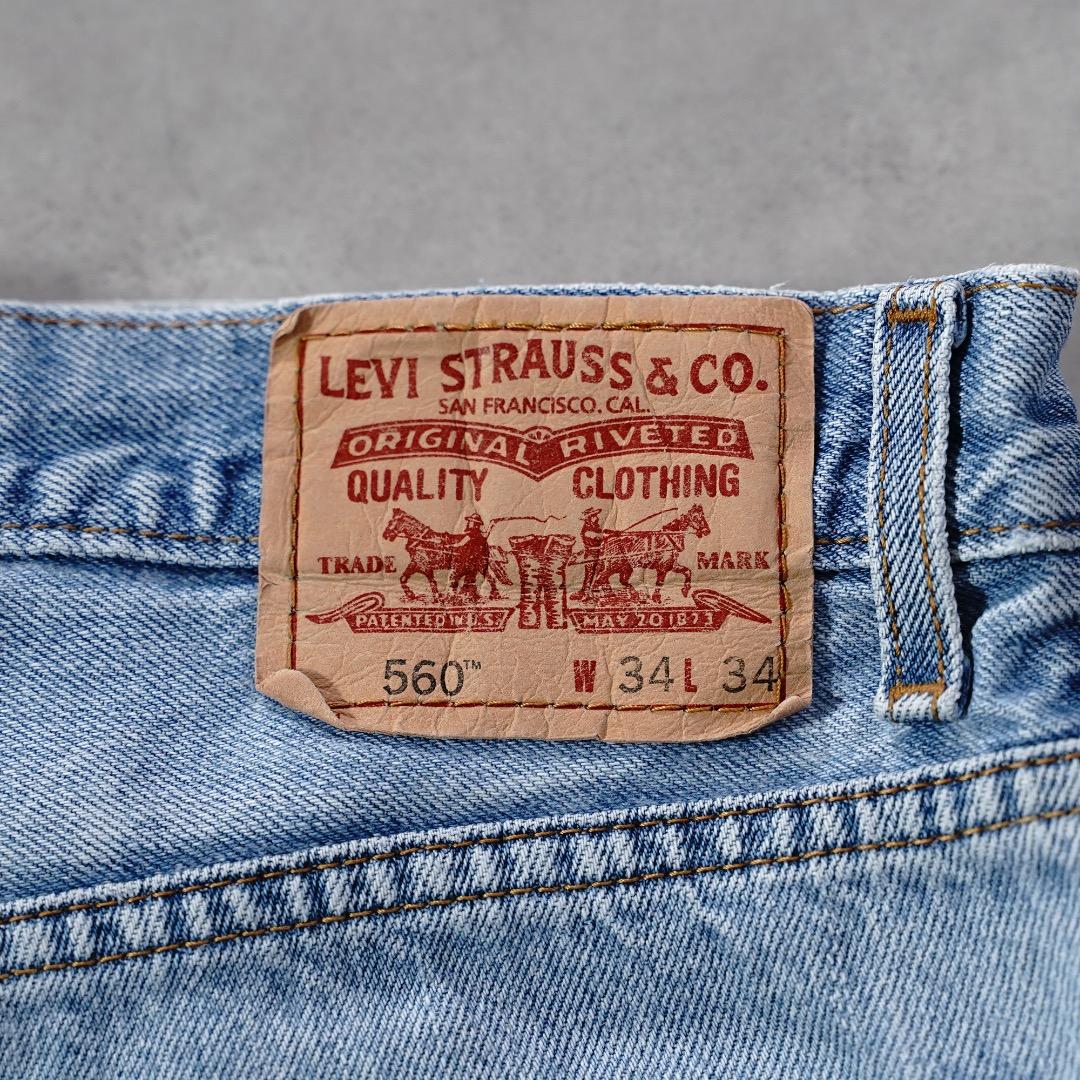 LEVI STRAUSS & CO.
SAN FRANCISCO. CAL.
ORIGINAL RIVETED
QUALITY CLOTHING
TRADE MARK
PATENTED IN U.S. MAY 20 1873
560™ W 34 L 34